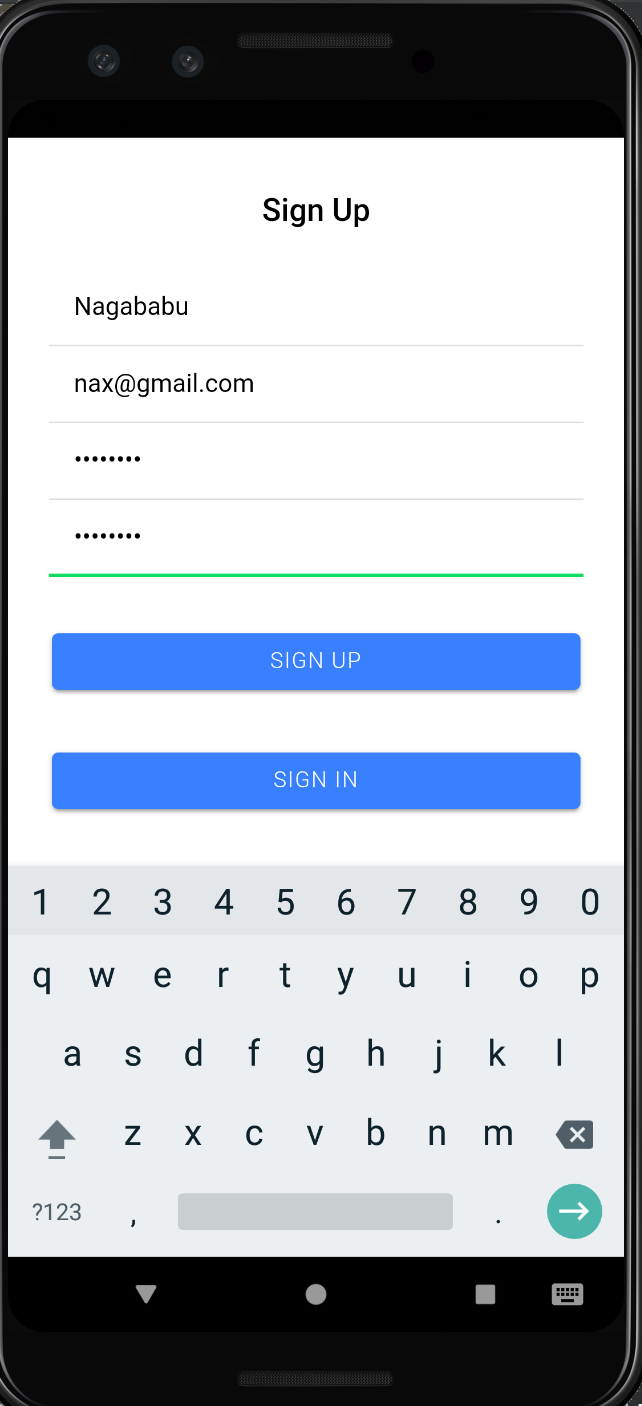 Sign Up
Nagababu
nax@gmail.com
••••••••
••••••••
SIGN UP
SIGN IN
1 2 3 4 5 6 7 8 9 0
q w e r t y u i o p
a s d f g h j k l
z x c v b n m
?123 , .